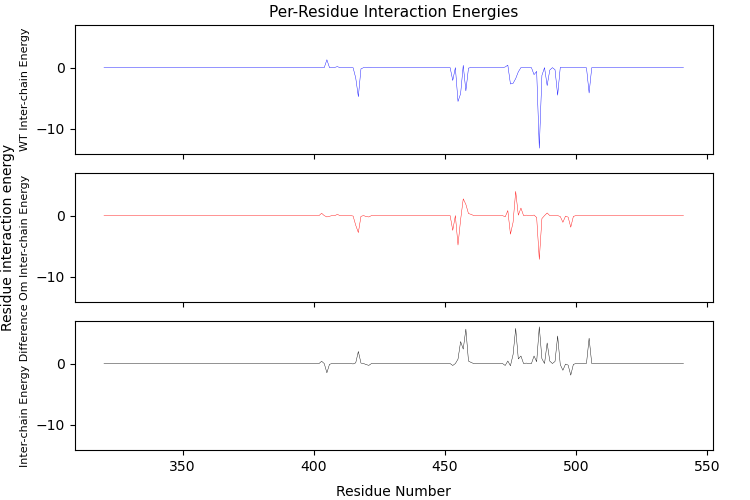 Per-Residue Interaction Energies
Residue interaction energy
WT Inter-chain Energy
0
−10
Om Inter-chain Energy
0
−10
Inter-chain Energy Difference
0
−10
350
400
450
500
550
Residue Number